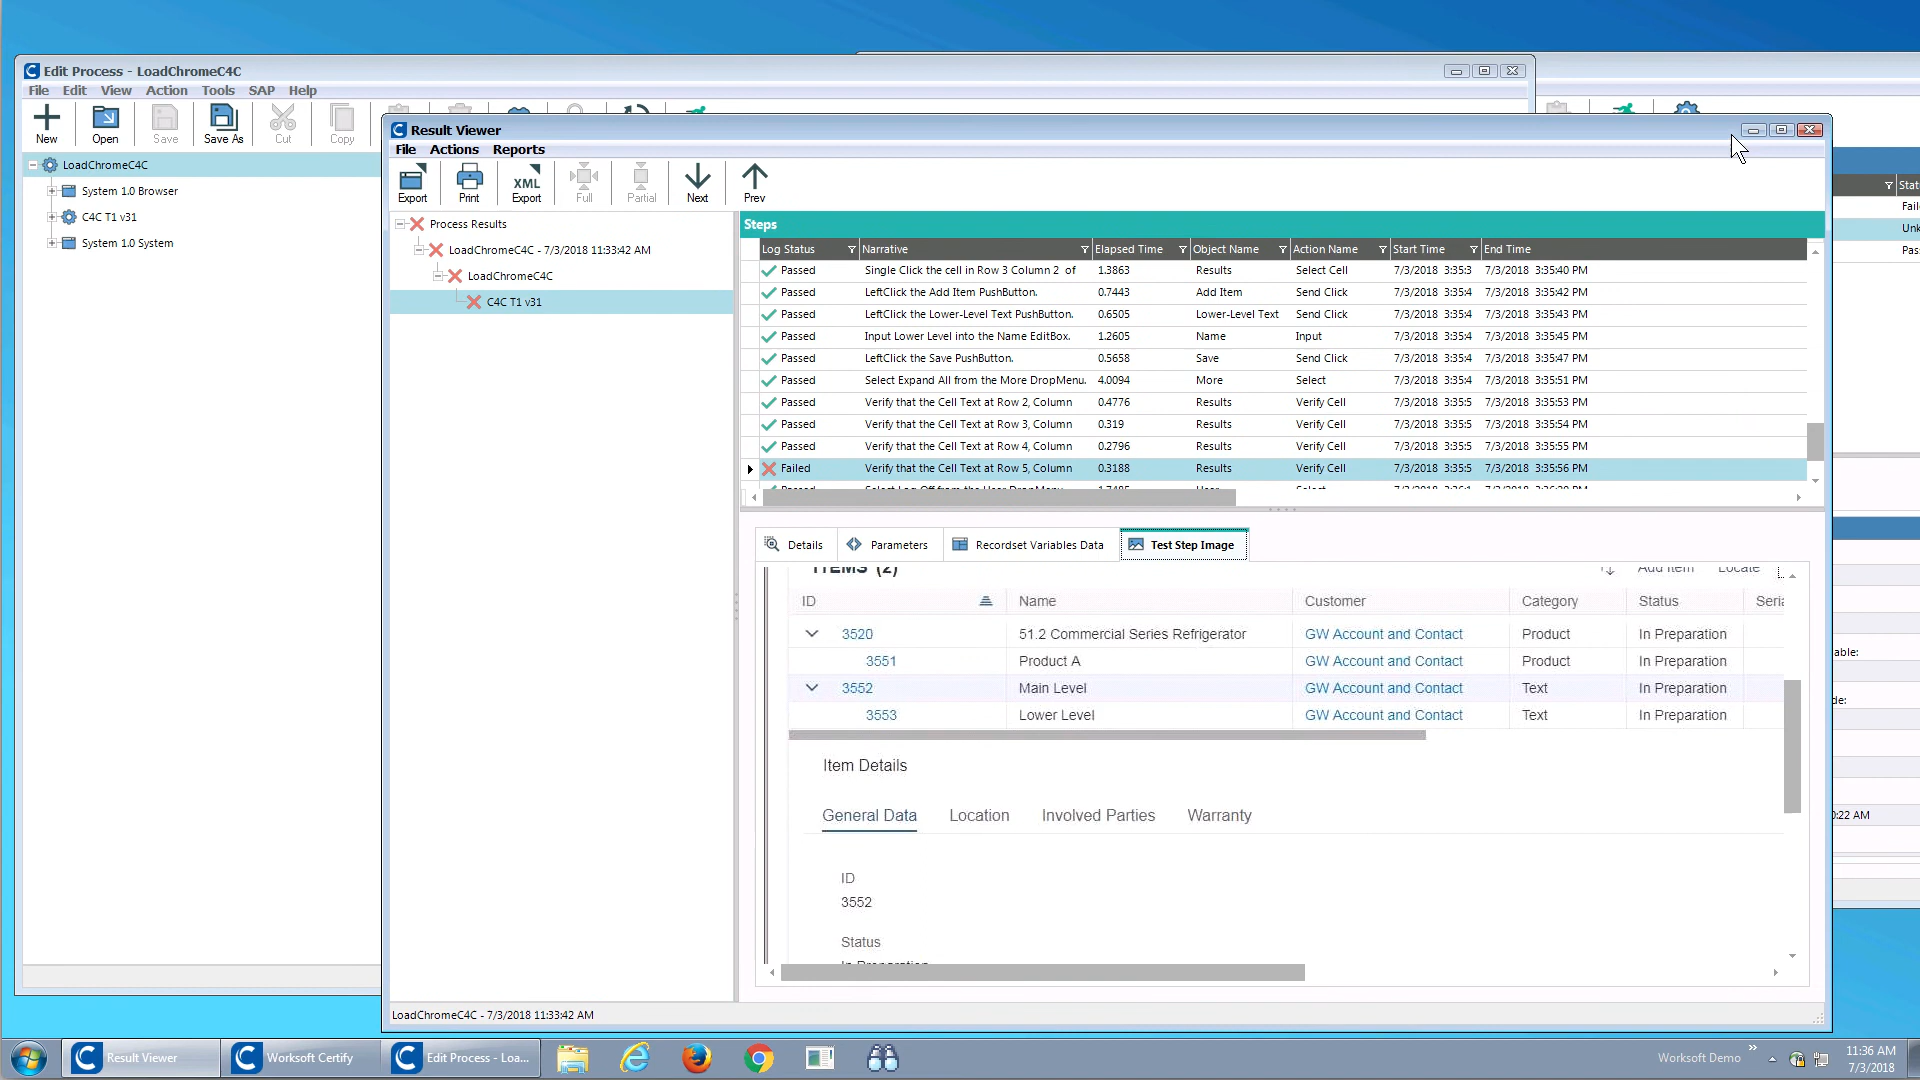 Edit Process - LoadChromeC4C
File Edit View Action Tools SAP Help
New Open Save Save As Cut Copy
LoadChromeC4C
System 1.0 Browser
C4C T1 v31
System 1.0 System
Result Viewer
File Actions Reports
Export Print XML Export Full Partial Next Prev
Process Results
LoadChromeC4C - 7/3/2018 11:33:42 AM
LoadChromeC4C
C4C T1 v31
Steps
Log Status Narrative Elapsed Time Object Name Action Name Start Time End Time
Passed Single Click the cell in Row 3 Column 2 of 1.3863 Results Select Cell 7/3/2018 3:35:3 7/3/2018 3:35:40 PM
Passed LeftClick the Add Item PushButton. 0.7443 Add Item Send Click 7/3/2018 3:35:4 7/3/2018 3:35:42 PM
Passed LeftClick the Lower-Level Text PushButton. 0.6505 Lower-Level Text Send Click 7/3/2018 3:35:4 7/3/2018 3:35:43 PM
Passed Input Lower Level into the Name EditBox. 1.2605 Name Input 7/3/2018 3:35:4 7/3/2018 3:35:45 PM
Passed LeftClick the Save PushButton. 0.5658 Save Send Click 7/3/2018 3:35:4 7/3/2018 3:35:47 PM
Passed Select Expand All from the More DropMenu. 4.0094 More Select 7/3/2018 3:35:4 7/3/2018 3:35:51 PM
Passed Verify that the Cell Text at Row 2, Column 0.4776 Results Verify Cell 7/3/2018 3:35:5 7/3/2018 3:35:53 PM
Passed Verify that the Cell Text at Row 3, Column 0.319 Results Verify Cell 7/3/2018 3:35:5 7/3/2018 3:35:54 PM
Passed Verify that the Cell Text at Row 4, Column 0.2796 Results Verify Cell 7/3/2018 3:35:5 7/3/2018 3:35:55 PM
Failed Verify that the Cell Text at Row 5, Column 0.3188 Results Verify Cell 7/3/2018 3:35:5 7/3/2018 3:35:56 PM
Details Parameters Recordset Variables Data Test Step Image
ITEMS (2) Add Item Locate
ID Name Customer Category Status Seria
3520 51.2 Commercial Series Refrigerator GW Account and Contact Product In Preparation
3551 Product A GW Account and Contact Product In Preparation
3552 Main Level GW Account and Contact Text In Preparation
3553 Lower Level GW Account and Contact Text In Preparation
Item Details
General Data Location Involved Parties Warranty
ID
3552
Status
In Preparation
LoadChromeC4C - 7/3/2018 11:33:42 AM
Stat
Fail
Unk
Pas
able:
de:
0:22 AM
Result Viewer Worksoft Certify Edit Process - Loa... Worksoft Demo
11:36 AM
7/3/2018